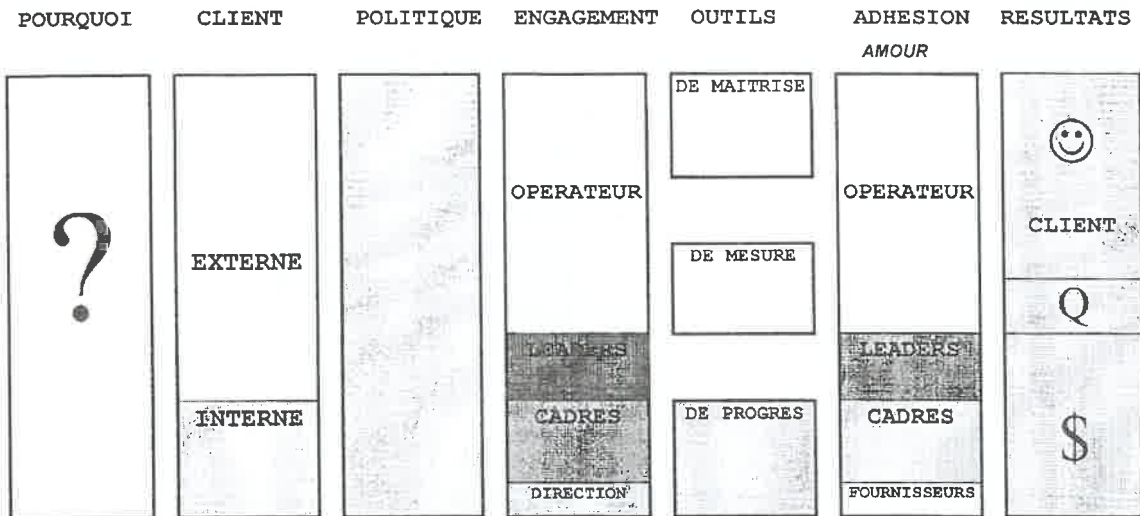 POURQUOI CLIENT POLITIQUE ENGAGEMENT OUTILS ADHESION RESULTATS
AMOUR
?
EXTERNE
INTERNE
OPERATEUR
LEADERS
CADRES
DIRECTION
DE MAITRISE
DE MESURE
DE PROGRES
OPERATEUR
LEADERS
CADRES
FOURNISSEURS
CLIENT
Q
$